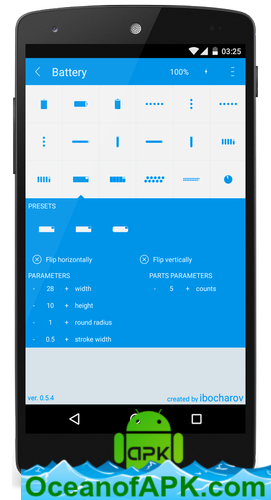 03:25
Battery 100%
PRESETS
Flip horizontally Flip vertically
PARAMETERS PARTS PARAMETERS
- 28 + width - 5 + counts
- 10 + height
- 1 + round radius
- 0.5 + stroke width
ver. 0.5.4 created by ibocharov
APK
OceanofAPK.com